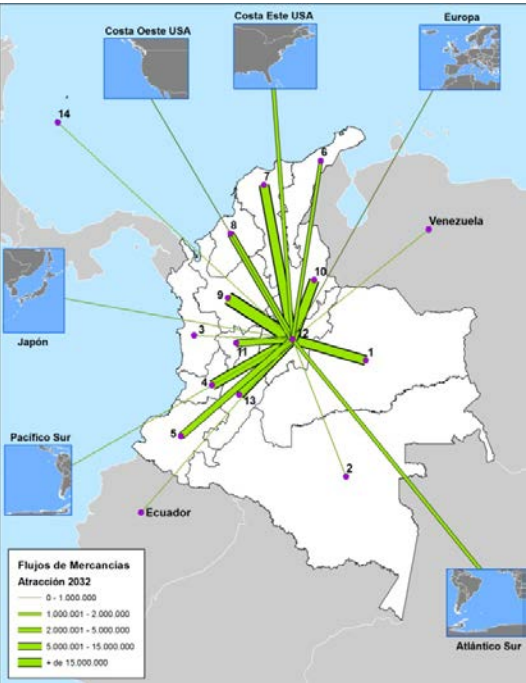 Costa Oeste USA
Costa Este USA
Europa
14
6
7
Venezuela
8
10
9
3
12
11
1
Japón
4
13
5
2
Pacífico Sur
Ecuador
Flujos de Mercancias
Atracción 2032
0 - 1.000.000
1.000.001 - 2.000.000
2.000.001 - 5.000.000
5.000.001 - 15.000.000
+ de 15.000.000
Atlántico Sur